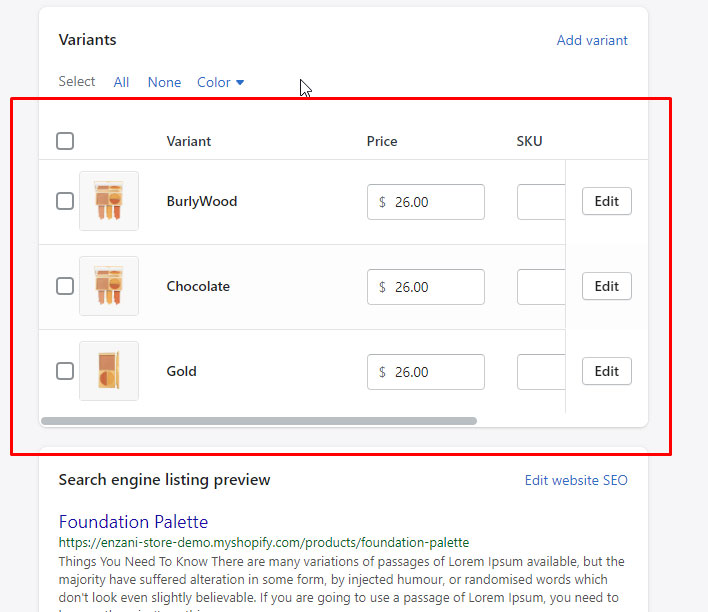 Variants Add variant
Select All None Color
Variant Price SKU
BurlyWood $ 26.00 Edit
Chocolate $ 26.00 Edit
Gold $ 26.00 Edit
Search engine listing preview Edit website SEO
Foundation Palette
https://enzani-store-demo.myshopify.com/products/foundation-palette
Things You Need To Know There are many variations of passages of Lorem Ipsum available, but the
majority have suffered alteration in some form, by injected humour, or randomised words which
don't look even slightly believable. If you are going to use a passage of Lorem Ipsum, you need to